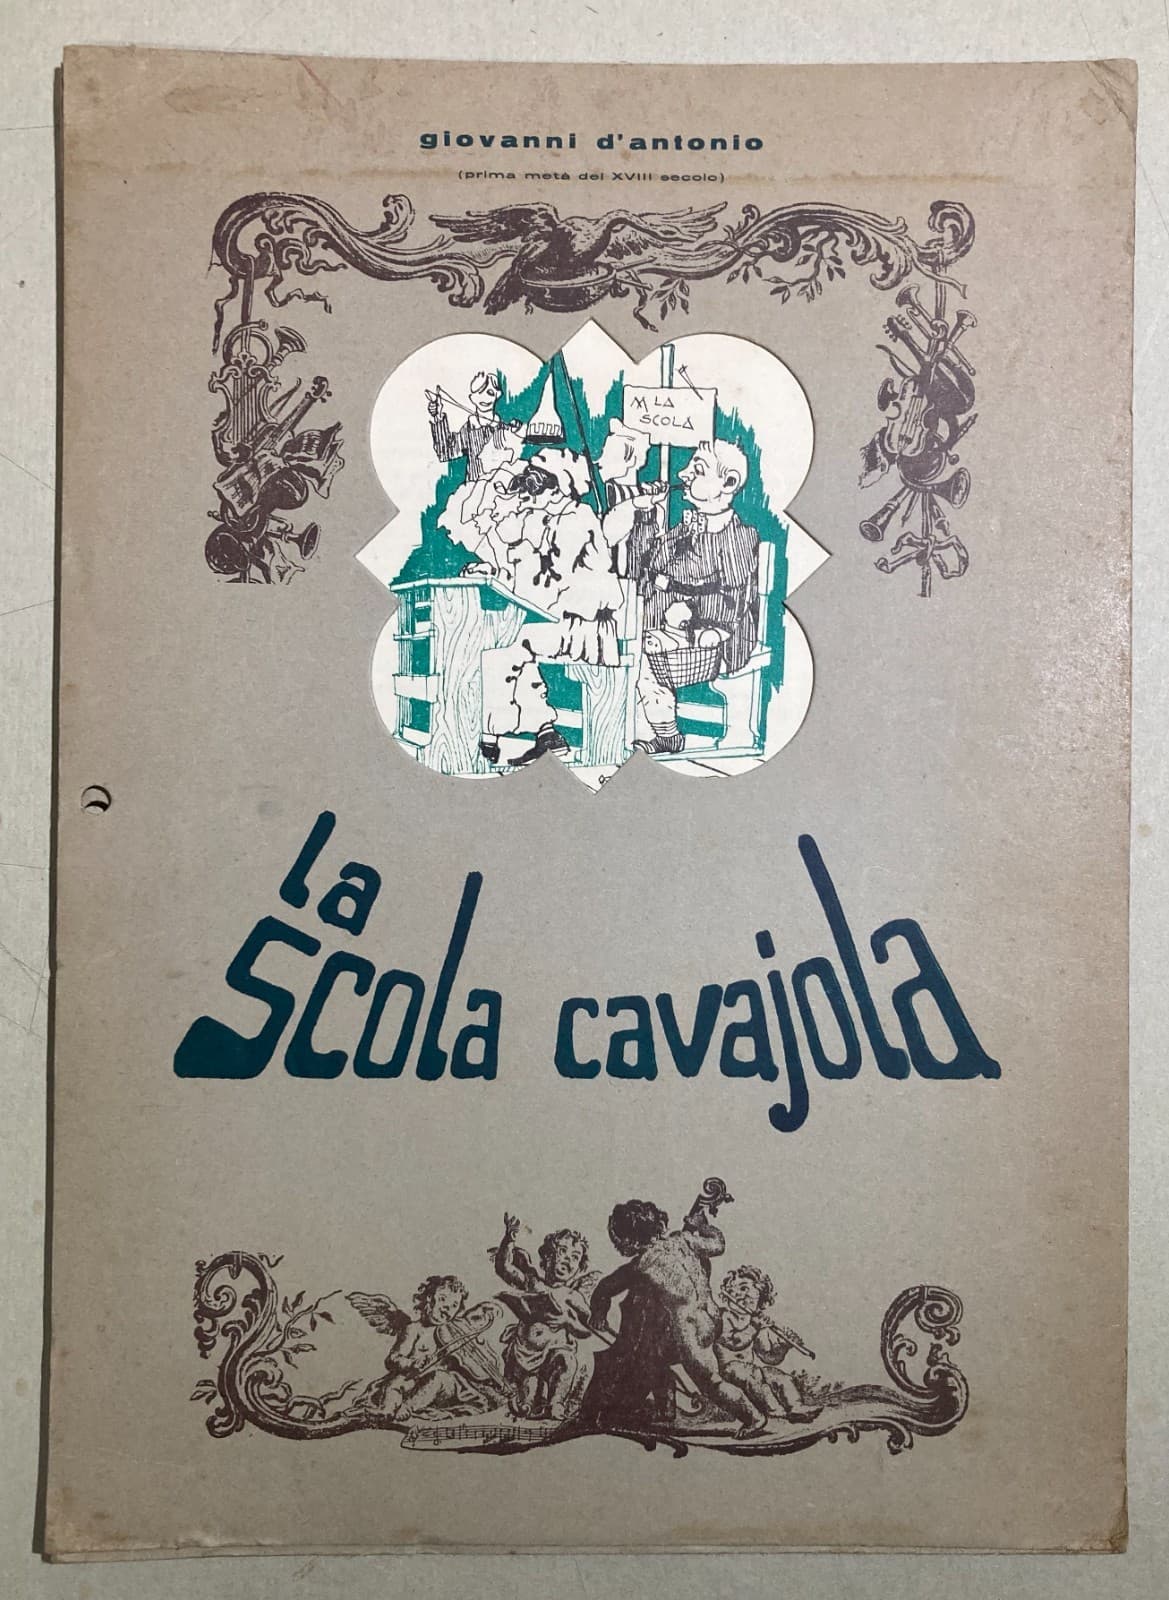 giovanni d'antonio
(prima metà del XVIII secolo)
LA
SCOLA
la
scola cavajola